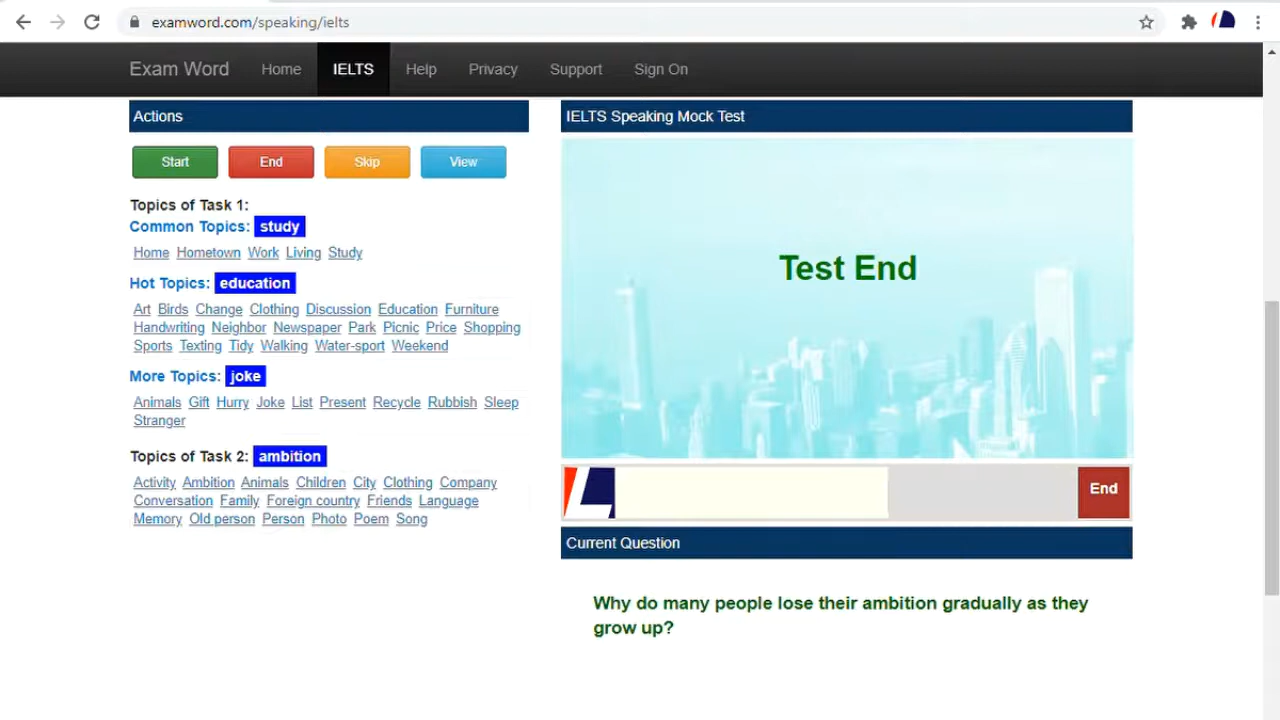 examword.com/speaking/ielts
Exam Word Home IELTS Help Privacy Support Sign On
Actions
Start End Skip View
Topics of Task 1:
Common Topics: study
Home Hometown Work Living Study
Hot Topics: education
Art Birds Change Clothing Discussion Education Furniture
Handwriting Neighbor Newspaper Park Picnic Price Shopping
Sports Texting Tidy Walking Water-sport Weekend
More Topics: joke
Animals Gift Hurry Joke List Present Recycle Rubbish Sleep
Stranger
Topics of Task 2: ambition
Activity Ambition Animals Children City Clothing Company
Conversation Family Foreign country Friends Language
Memory Old person Person Photo Poem Song
IELTS Speaking Mock Test
Test End
End
Current Question
Why do many people lose their ambition gradually as they
grow up?